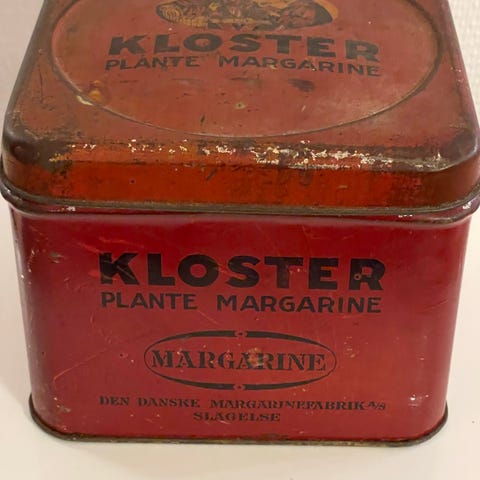 KLOSTER
PLANTE MARGARINE
KLOSTER
PLANTE MARGARINE
MARGARINE
DEN DANSKE MARGARINEFABRIK A/S
SLAGELSE